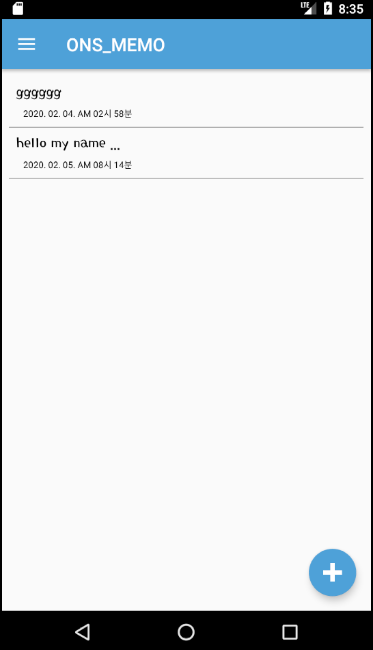 LTE 8:35
ONS_MEMO
gggggg
2020. 02. 04. AM 02시 58분
hello my name ...
2020. 02. 05. AM 08시 14분